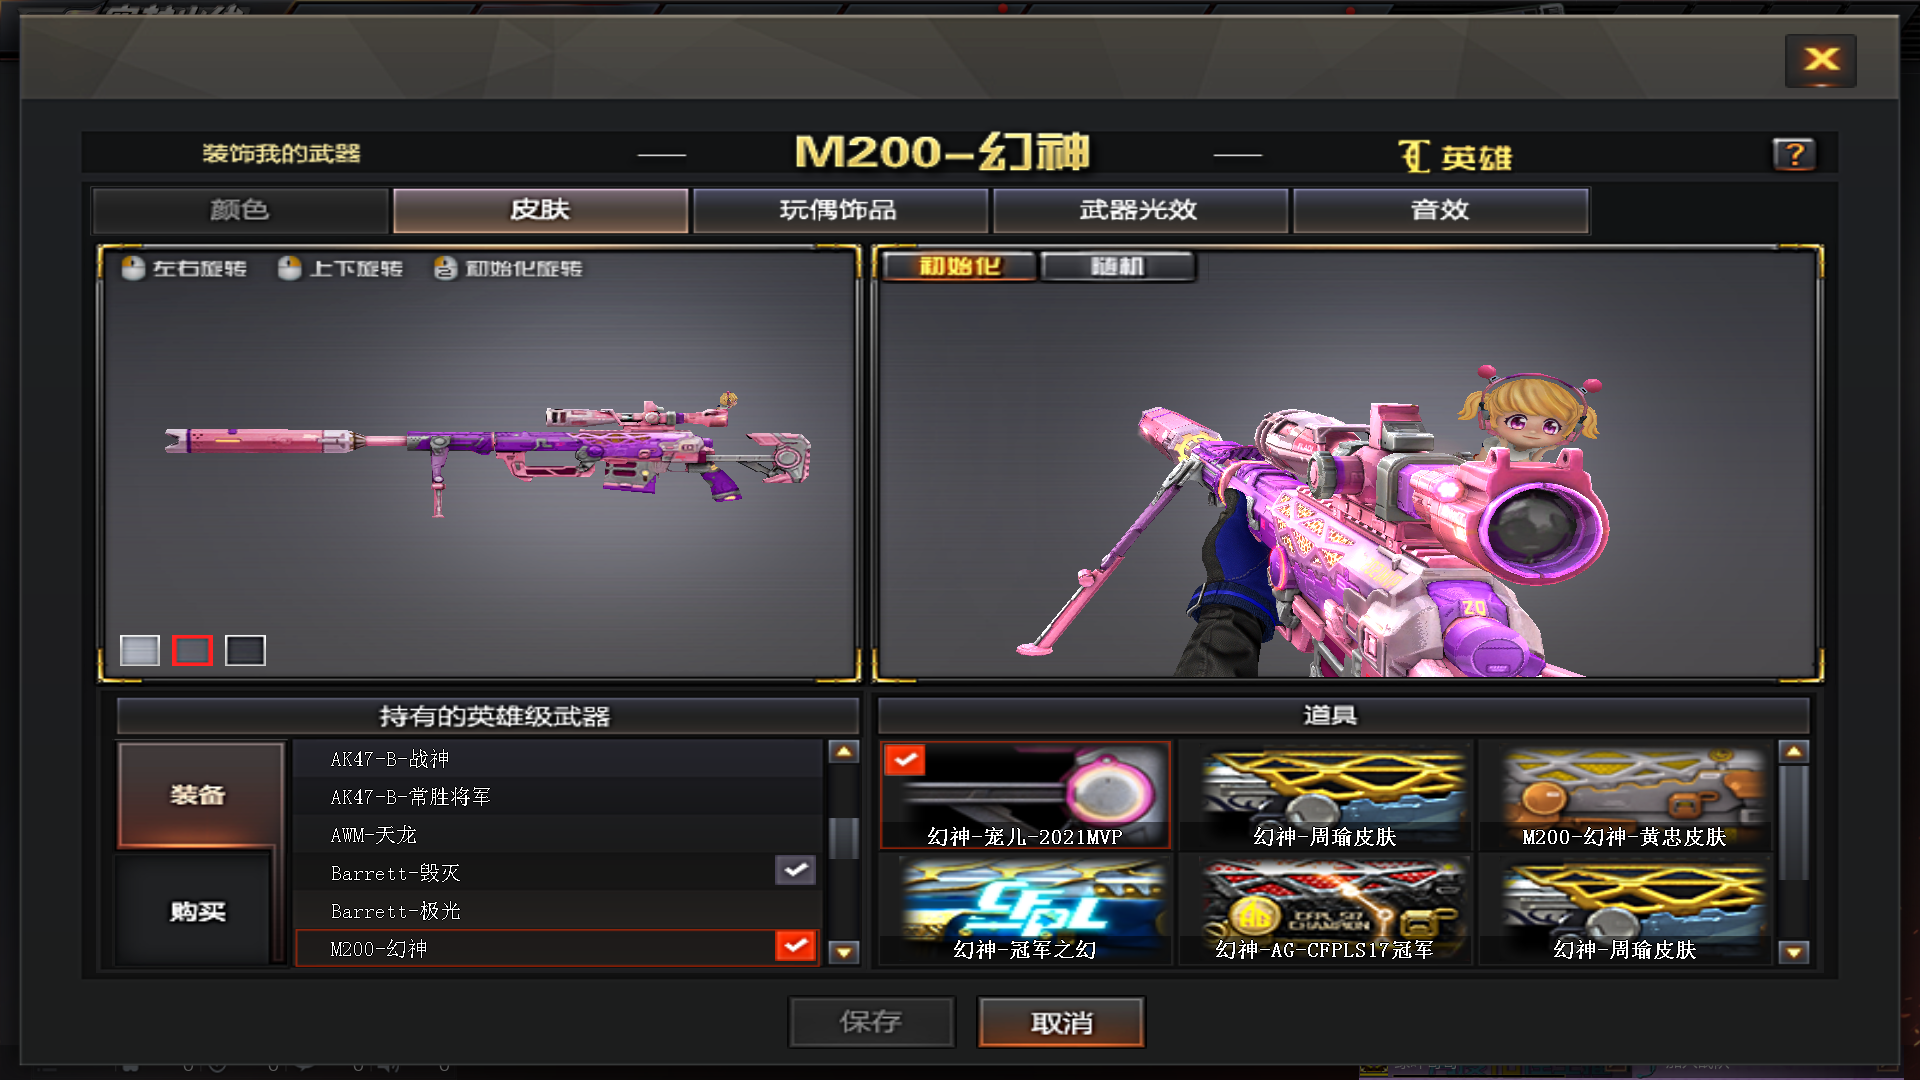 装饰我的武器
M200-幻神
英雄
?
颜色
皮肤
玩偶饰品
武器光效
音效
左右旋转
上下旋转
初始化旋转
初始化
随机
20
持有的英雄级武器
道具
装备
购买
AK47-B-战神
AK47-B-常胜将军
AWM-天龙
Barrett-毁灭
Barrett-极光
M200-幻神
幻神-宠儿-2021MVP
幻神-周瑜皮肤
M200-幻神-黄忠皮肤
CFPL
幻神-冠军之幻
AG
CFPL S17
CHAMPION
幻神-AG-CFPLS17冠军
幻神-周瑜皮肤
保存
取消